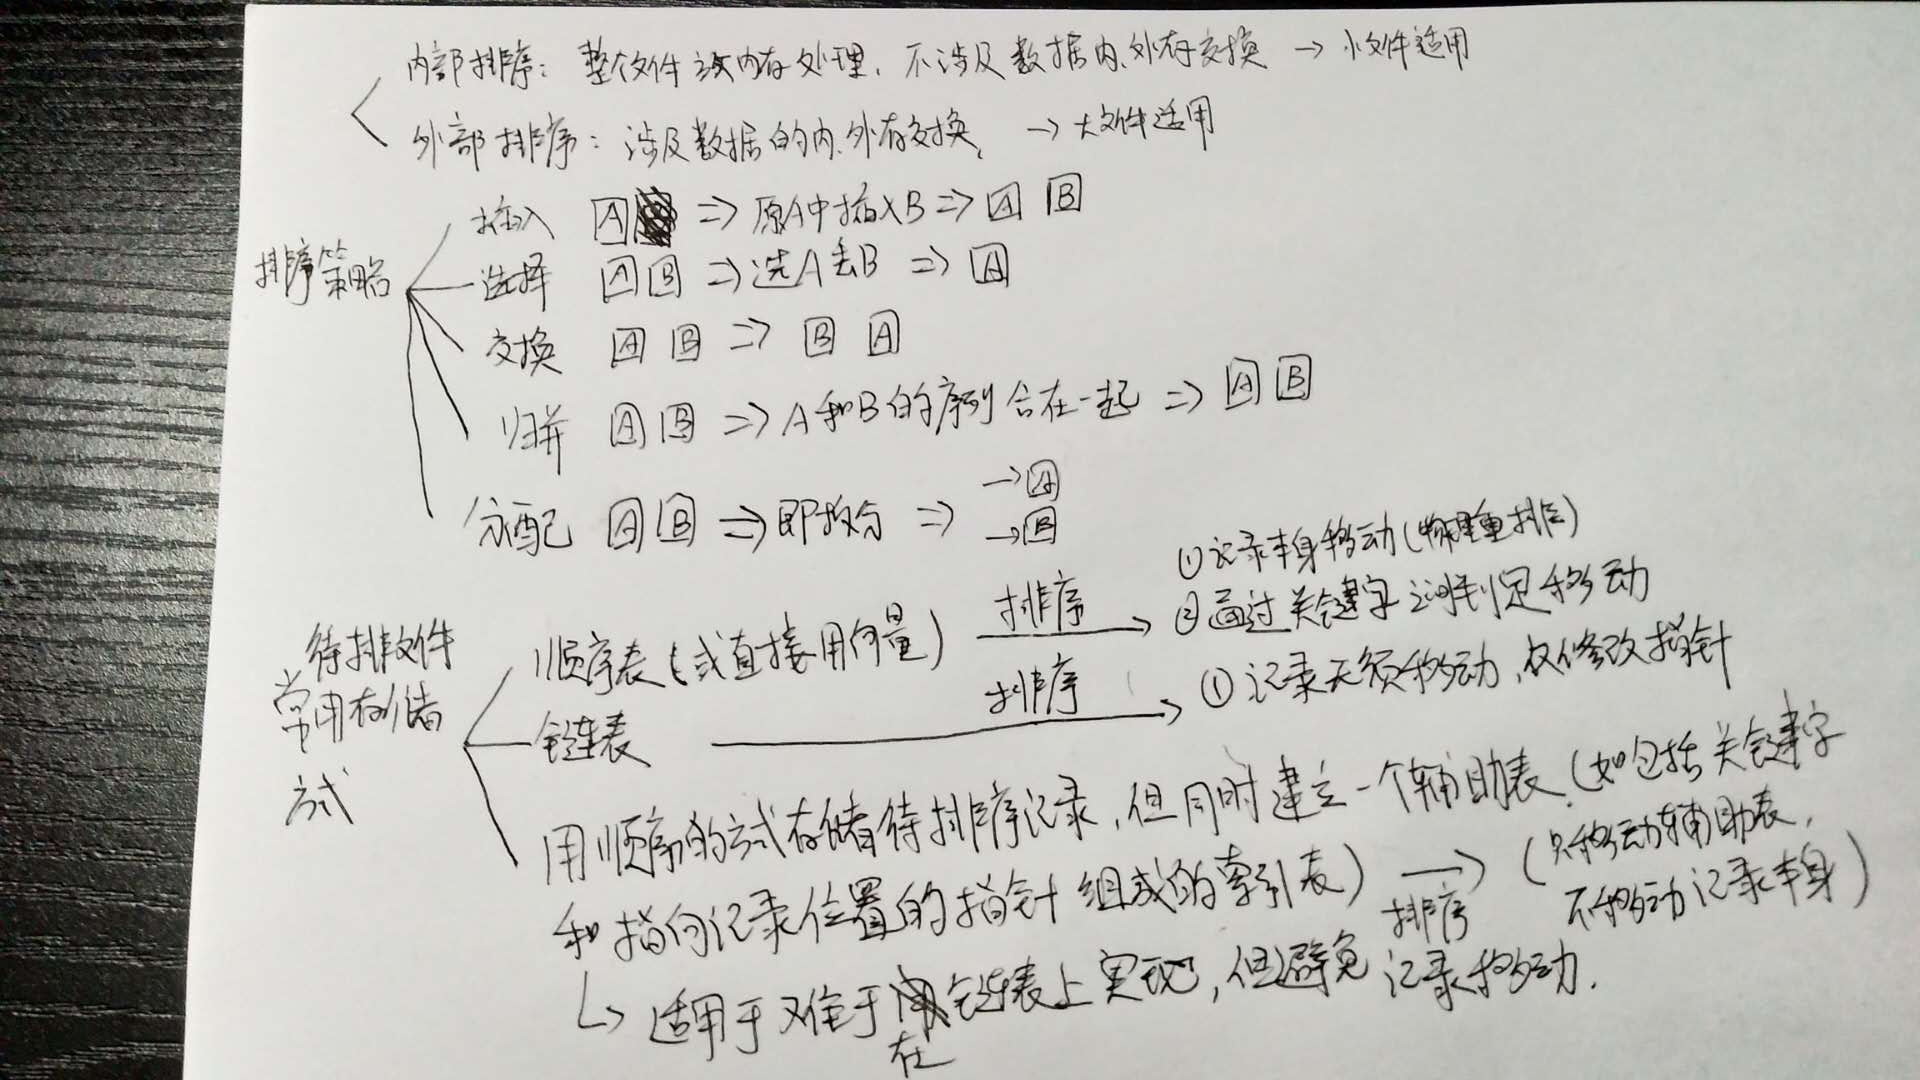 内部排序：整个文件放内存处理，不涉及数据内、外存交换 → 小文件适用
外部排序：涉及数据的内、外存交换， → 大文件适用
排序策略
插入 A ⇒ 原A中插入B ⇒ A B
选择 A B ⇒ 选A丢B ⇒ A
交换 A B ⇒ B A
归并 A B ⇒ A和B的序列合在一起 ⇒ A B
分配 A B ⇒ 即拆分 ⇒ → A
→ B
待排文件
常用存储
方式
顺序表（或直接用向量） 排序 → ①记录本身移动（物理重排）
②通过关键字 判定移动
链表 排序 → ①记录无须移动，仅修改指针
用顺序的方式存储待排序记录，但同时建立一个辅助表（如包括关键字
和指向记录位置的指针组成的索引表） → 排序 （只移动辅助表，
不移动记录本身）
↳ 适用于难于在链表上实现，但避免记录移动.